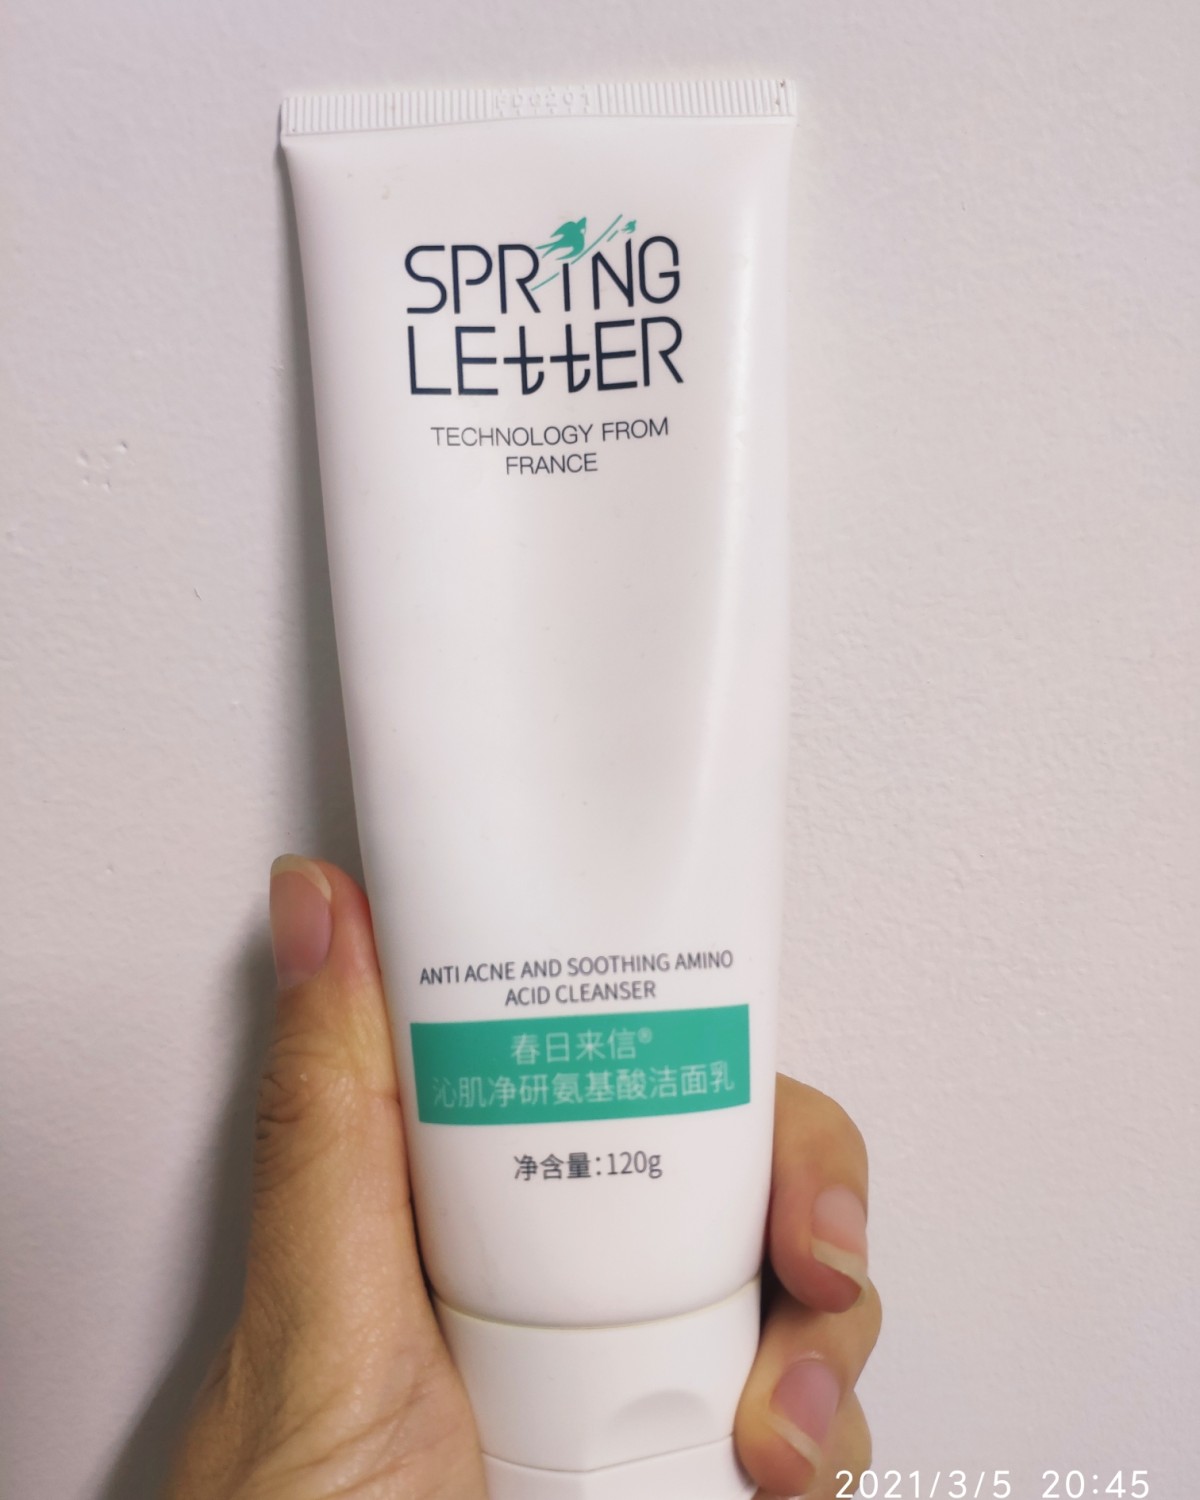 SPRiNG
LEttER
TECHNOLOGY FROM
FRANCE
ANTI ACNE AND SOOTHING AMINO
ACID CLEANSER
春日来信®
沁肌净研氨基酸洁面乳
净含量:120g
2021/3/5 20:45